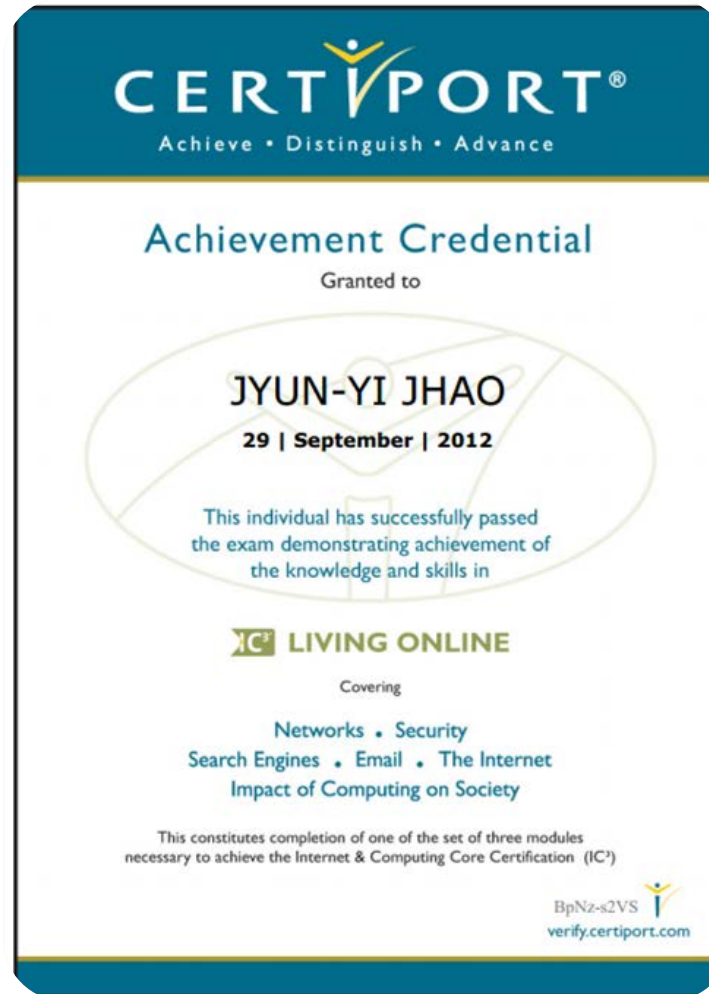 CERTIPORT®
Achieve • Distinguish • Advance
Achievement Credential
Granted to
JYUN-YI JHAO
29 | September | 2012
This individual has successfully passed
the exam demonstrating achievement of
the knowledge and skills in
IC³ LIVING ONLINE
Covering
Networks • Security
Search Engines • Email • The Internet
Impact of Computing on Society
This constitutes completion of one of the set of three modules
necessary to achieve the Internet & Computing Core Certification (IC³)
BpNz-s2VS
verify.certiport.com